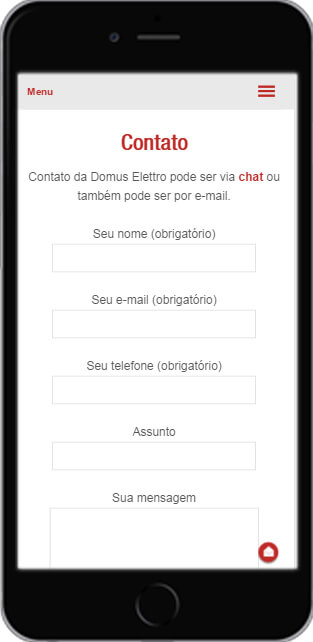 Menu
Contato
Contato da Domus Elettro pode ser via chat ou
também pode ser por e-mail.
Seu nome (obrigatório)
Seu e-mail (obrigatório)
Seu telefone (obrigatório)
Assunto
Sua mensagem